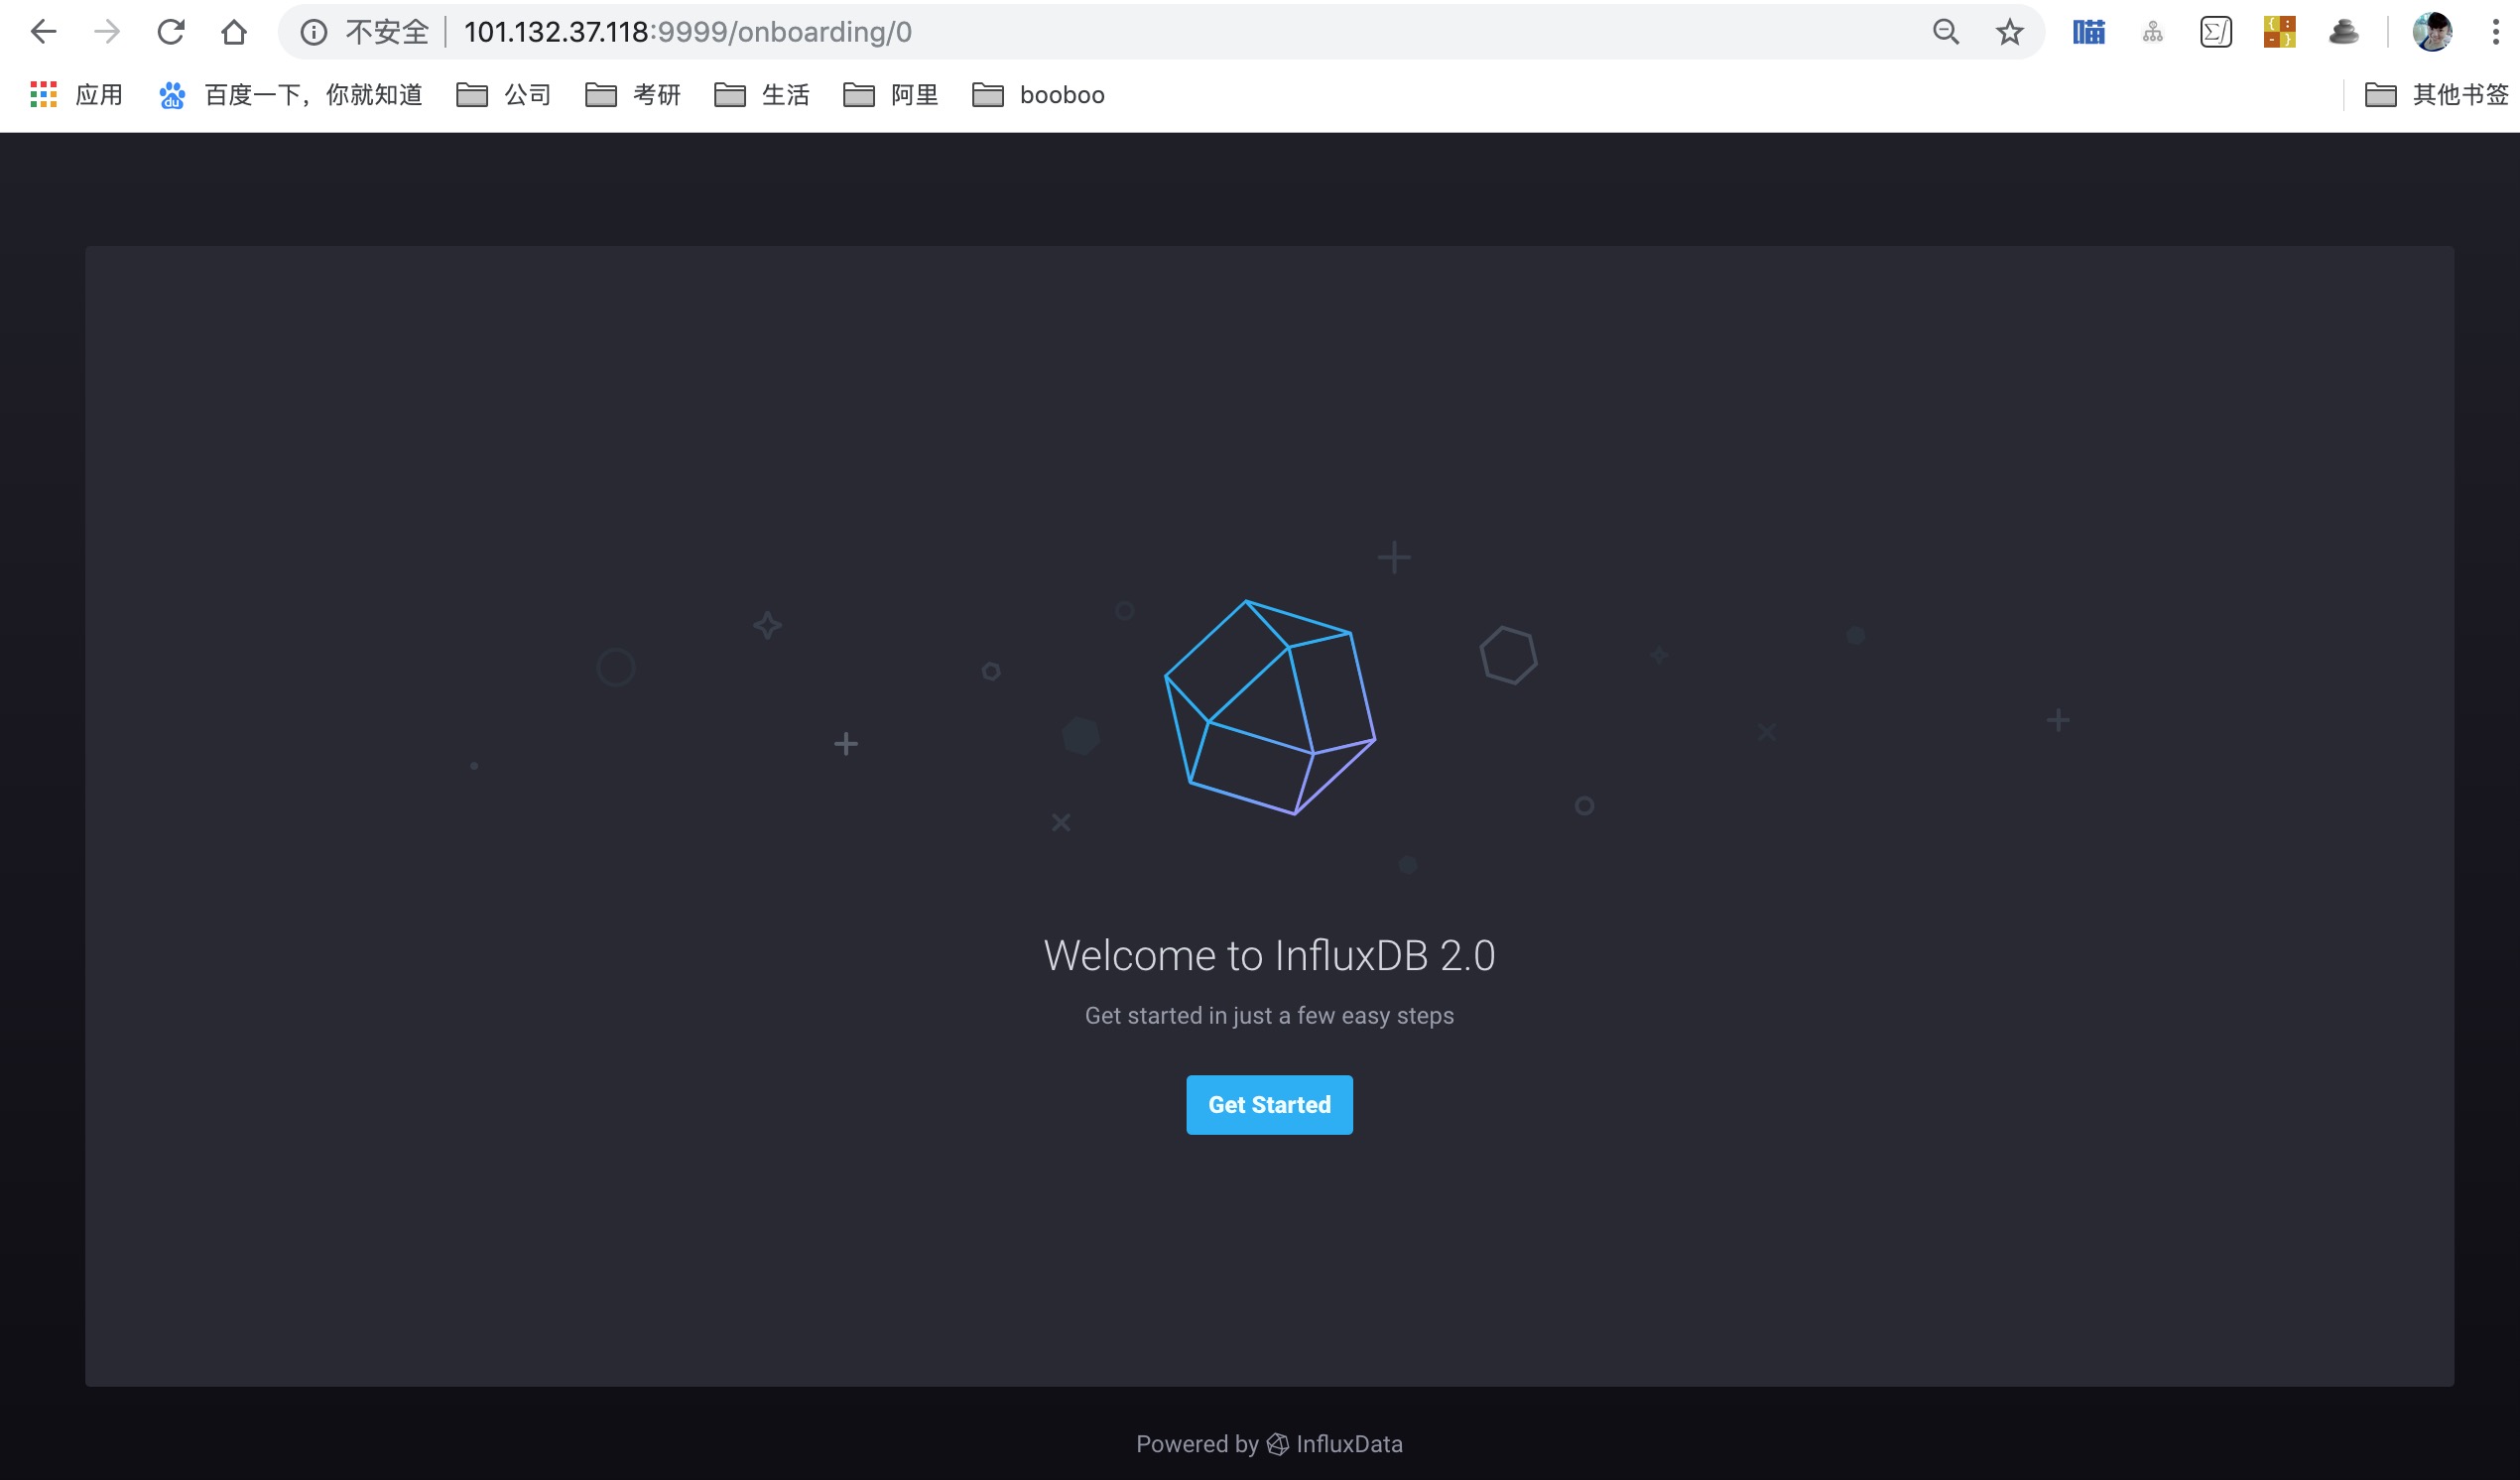 不安全 101.132.37.118:9999/onboarding/0
应用 百度一下，你就知道 公司 考研 生活 阿里 booboo 其他书签
Welcome to InfluxDB 2.0
Get started in just a few easy steps
Get Started
Powered by InfluxData